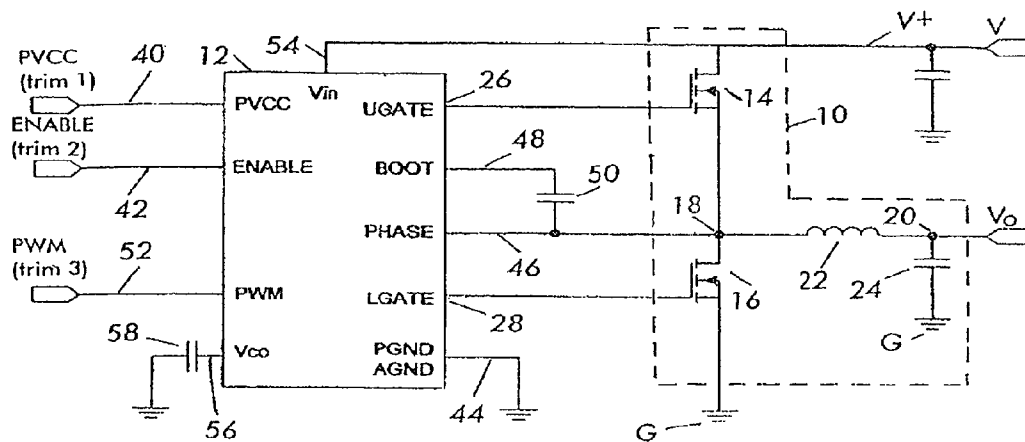 54
V+
V
PVCC
(trim 1)
40
12
Vin
26
PVCC
UGATE
14
10
ENABLE
(trim 2)
48
BOOT
50
ENABLE
42
18
20
Vo
PHASE
PWM
(trim 3)
52
46
22
24
16
PWM
LGATE
28
58
Vco
PGND
AGND
G
56
44
G